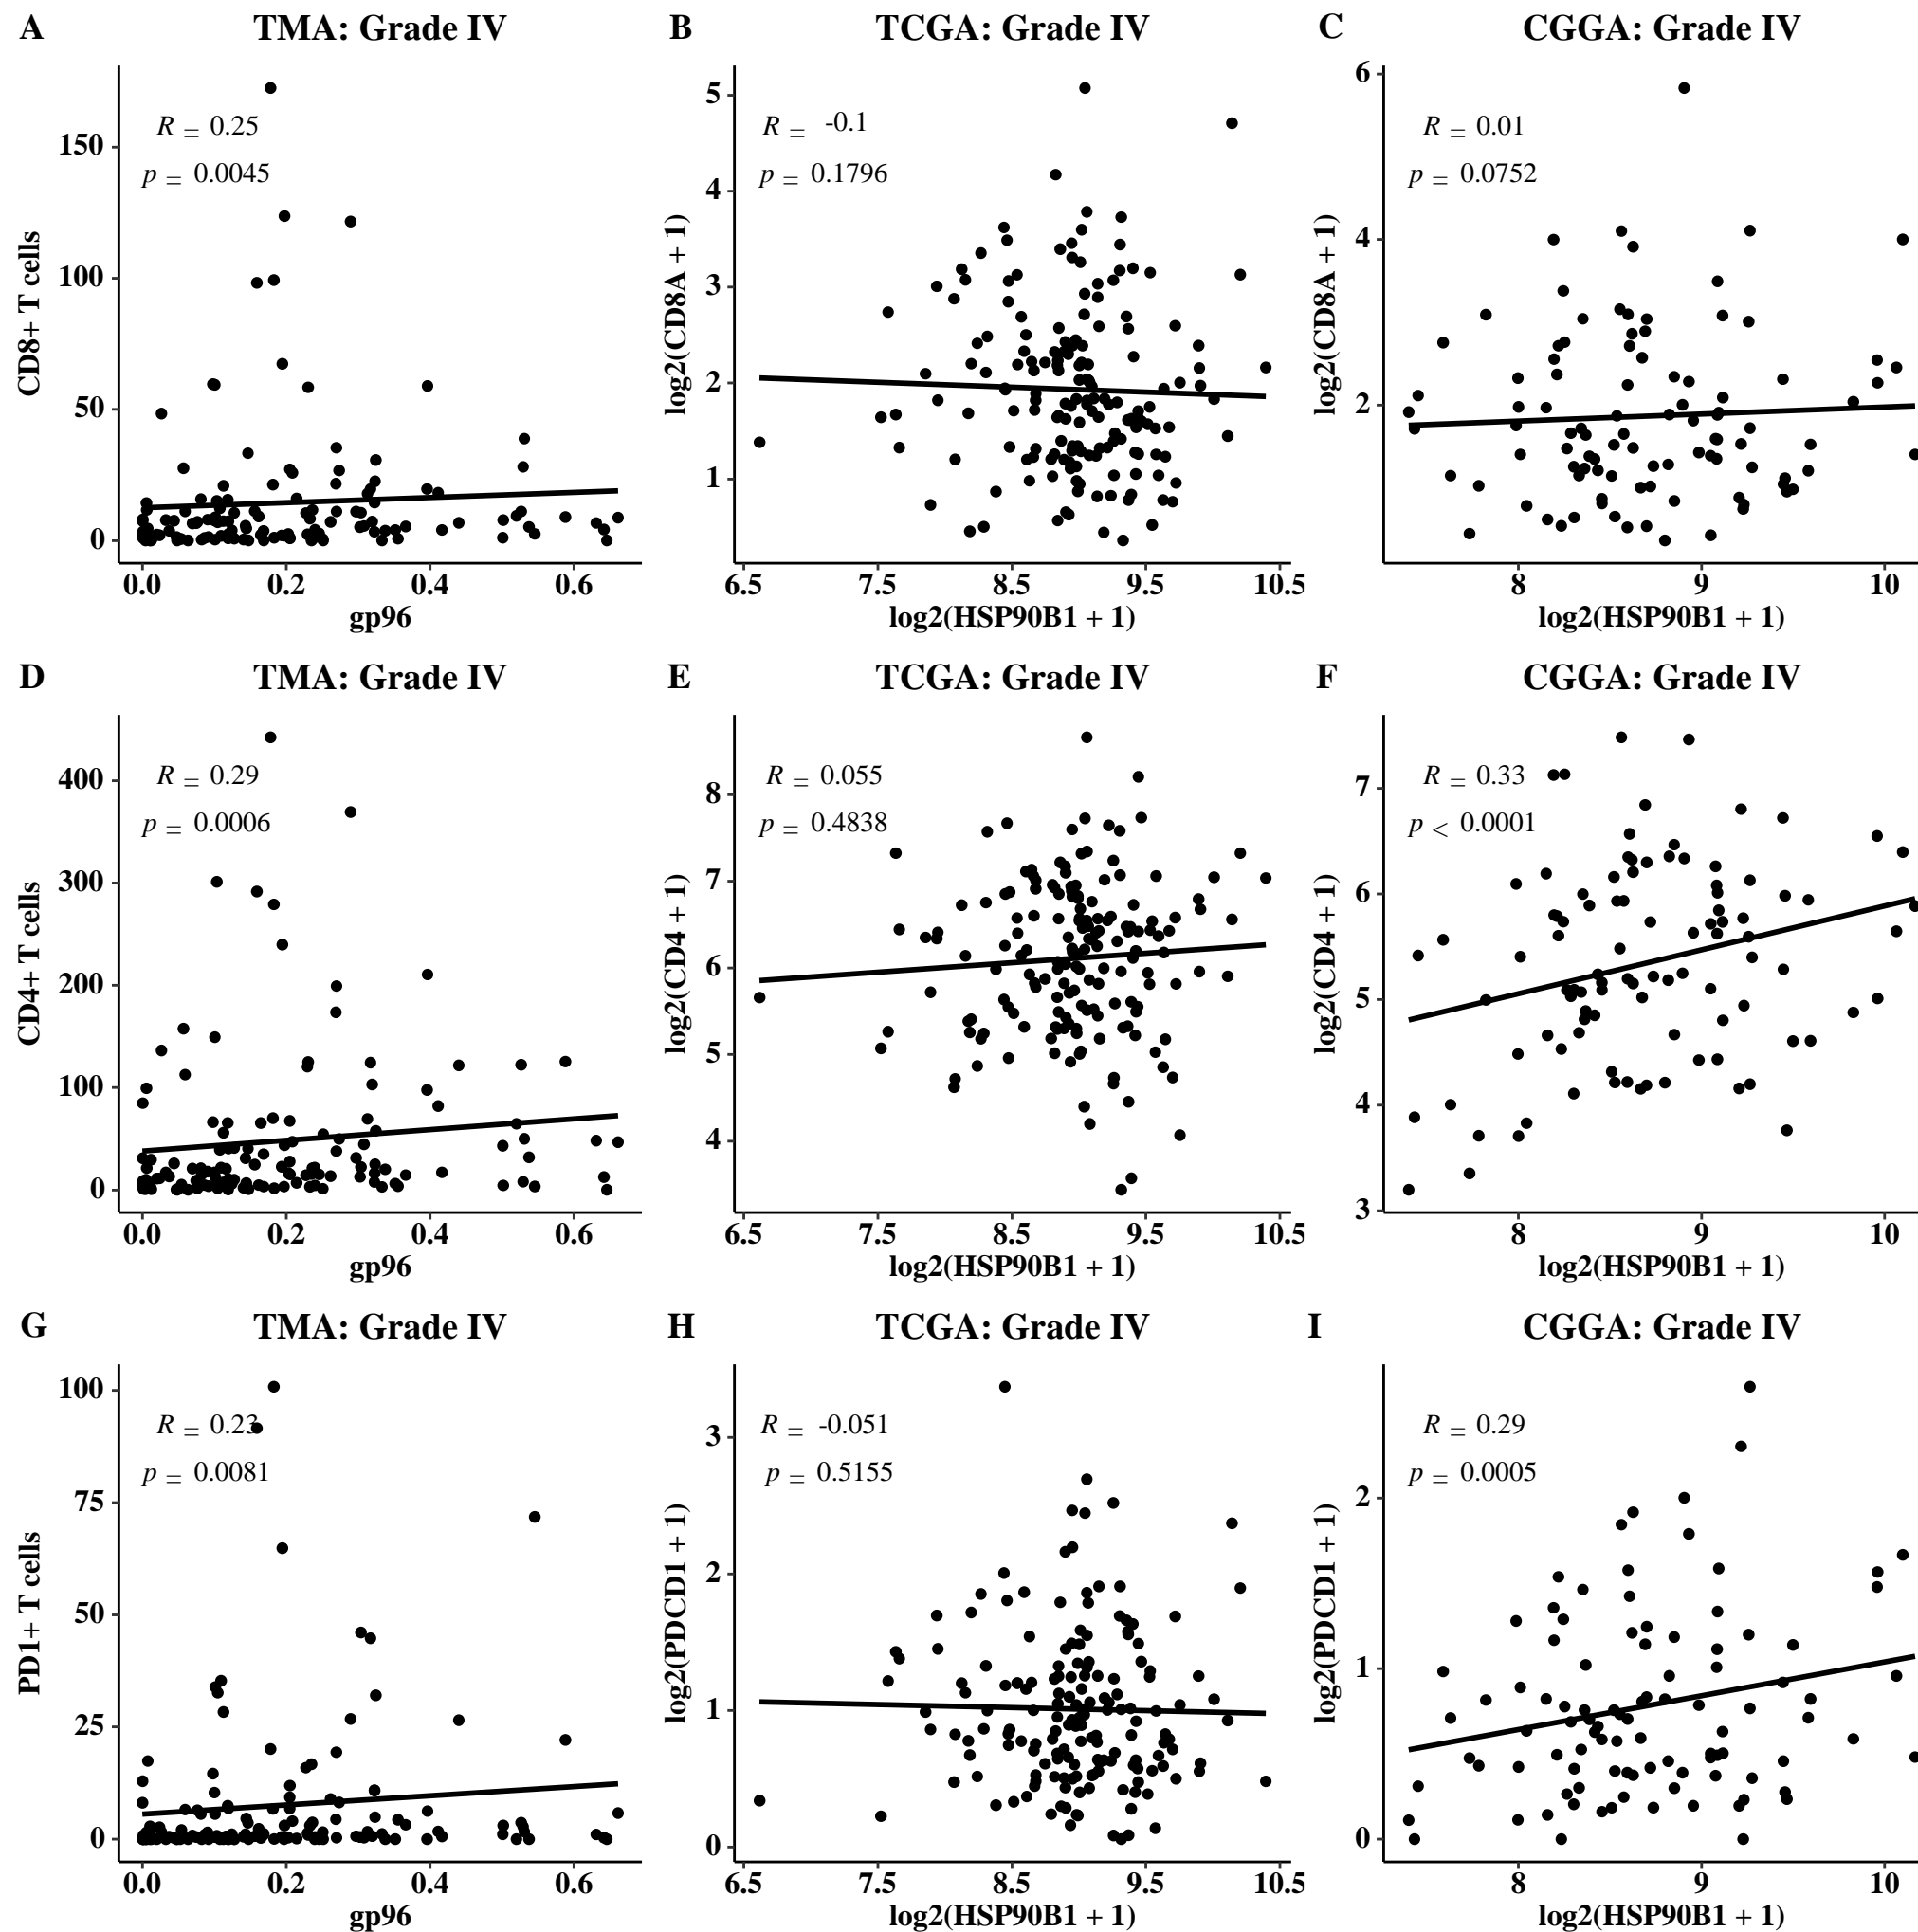 A TMA: Grade IV
R = 0.25
p = 0.0045
CD8+ T cells
150
100
50
0
0.0 0.2 0.4 0.6
gp96
B TCGA: Grade IV
R = -0.1
p = 0.1796
log2(CD8A + 1)
5
4
3
2
1
6.5 7.5 8.5 9.5 10.5
log2(HSP90B1 + 1)
C CGGA: Grade IV
R = 0.01
p = 0.0752
log2(CD8A + 1)
6
4
2
8 9 10
log2(HSP90B1 + 1)
D TMA: Grade IV
R = 0.29
p = 0.0006
CD4+ T cells
400
300
200
100
0
0.0 0.2 0.4 0.6
gp96
E TCGA: Grade IV
R = 0.055
p = 0.4838
log2(CD4 + 1)
8
7
6
5
4
6.5 7.5 8.5 9.5 10.5
log2(HSP90B1 + 1)
F CGGA: Grade IV
R = 0.33
p < 0.0001
log2(CD4 + 1)
7
6
5
4
3
8 9 10
log2(HSP90B1 + 1)
G TMA: Grade IV
R = 0.23
p = 0.0081
PD1+ T cells
100
75
50
25
0
0.0 0.2 0.4 0.6
gp96
H TCGA: Grade IV
R = -0.051
p = 0.5155
log2(PDCD1 + 1)
3
2
1
0
6.5 7.5 8.5 9.5 10.5
log2(HSP90B1 + 1)
I CGGA: Grade IV
R = 0.29
p = 0.0005
log2(PDCD1 + 1)
2
1
0
8 9 10
log2(HSP90B1 + 1)